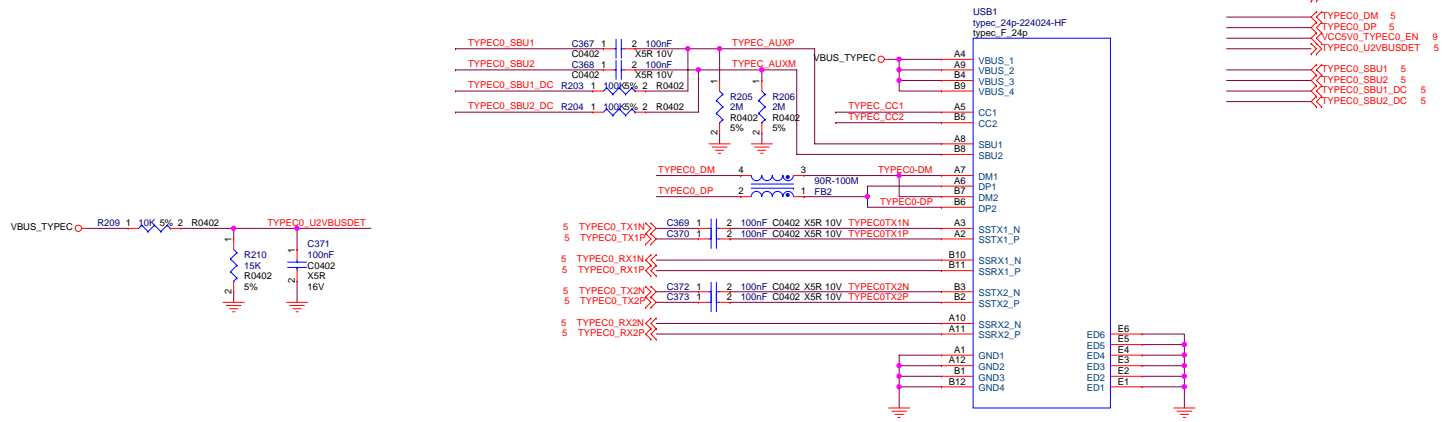 USB1
typec_24p-224024-HF
typec_F_24p
TYPEC0_DM 5
TYPEC0_DP 5
VCC5V0_TYPEC0_EN 9
TYPEC0_U2VBUSDET 5
TYPEC0_SBU1 5
TYPEC0_SBU2 5
TYPEC0_SBU1_DC 5
TYPEC0_SBU2_DC 5
TYPEC0_SBU1 C367 1 2 100nF TYPEC_AUXP
C0402 X5R 10V
TYPEC0_SBU2 C368 1 2 100nF TYPEC_AUXM
C0402 X5R 10V
TYPEC0_SBU1_DC R203 1 100K 5% 2 R0402
TYPEC0_SBU2_DC R204 1 100K 5% 2 R0402
1 R205 2M R0402 5% 2
1 R206 2M R0402 5% 2
VBUS_TYPEC
A4 VBUS_1
A9 VBUS_2
B4 VBUS_3
B9 VBUS_4
TYPEC_CC1 A5 CC1
TYPEC_CC2 B5 CC2
A8 SBU1
B8 SBU2
TYPEC0_DM 4 3 TYPEC0-DM A7 DM1
90R-100M A6 DP1
TYPEC0_DP 2 1 FB2 B7 DM2
TYPEC0-DP B6 DP2
5 TYPEC0_TX1N C369 1 2 100nF C0402 X5R 10V TYPEC0TX1N A3 SSTX1_N
5 TYPEC0_TX1P C370 1 2 100nF C0402 X5R 10V TYPEC0TX1P A2 SSTX1_P
5 TYPEC0_RX1N B10 SSRX1_N
5 TYPEC0_RX1P B11 SSRX1_P
5 TYPEC0_TX2N C372 1 2 100nF C0402 X5R 10V TYPEC0TX2N B3 SSTX2_N
5 TYPEC0_TX2P C373 1 2 100nF C0402 X5R 10V TYPEC0TX2P B2 SSTX2_P
5 TYPEC0_RX2N A10 SSRX2_N
5 TYPEC0_RX2P A11 SSRX2_P
A1 GND1
A12 GND2
B1 GND3
B12 GND4
ED6 E6
ED5 E5
ED4 E4
ED3 E3
ED2 E2
ED1 E1
VBUS_TYPEC R209 1 10K 5% 2 R0402 TYPEC0_U2VBUSDET
1 R210 15K R0402 5% 2
1 C371 100nF C0402 X5R 16V 2